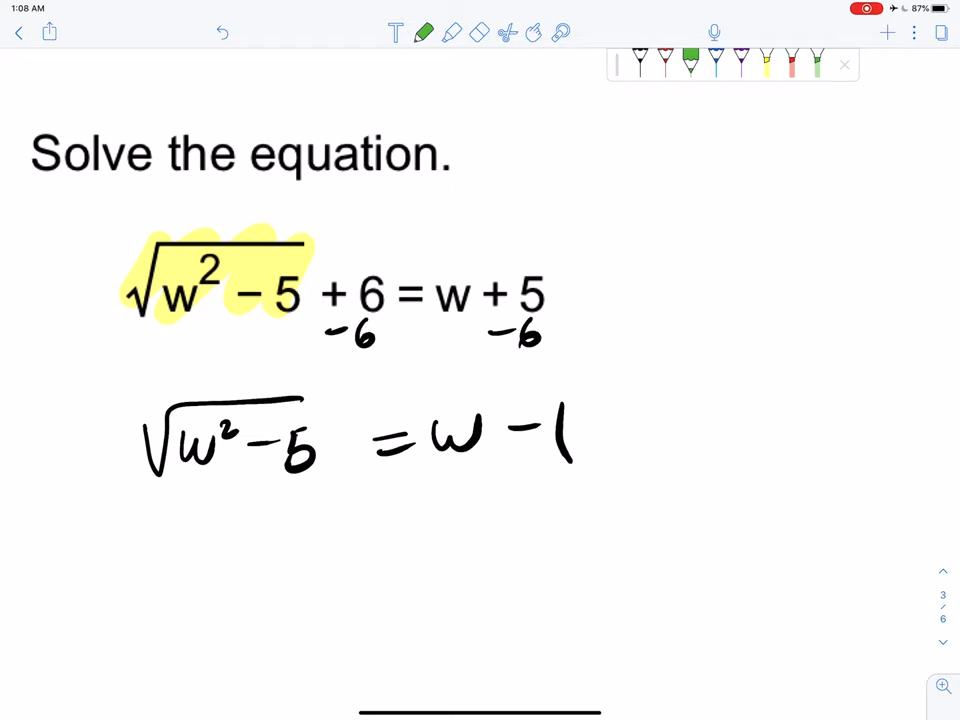 1:08 AM
87%
T
Solve the equation.
√(w² − 5) + 6 = w + 5
−6 −6
√(w² − 5) = w − 1
3
/
6